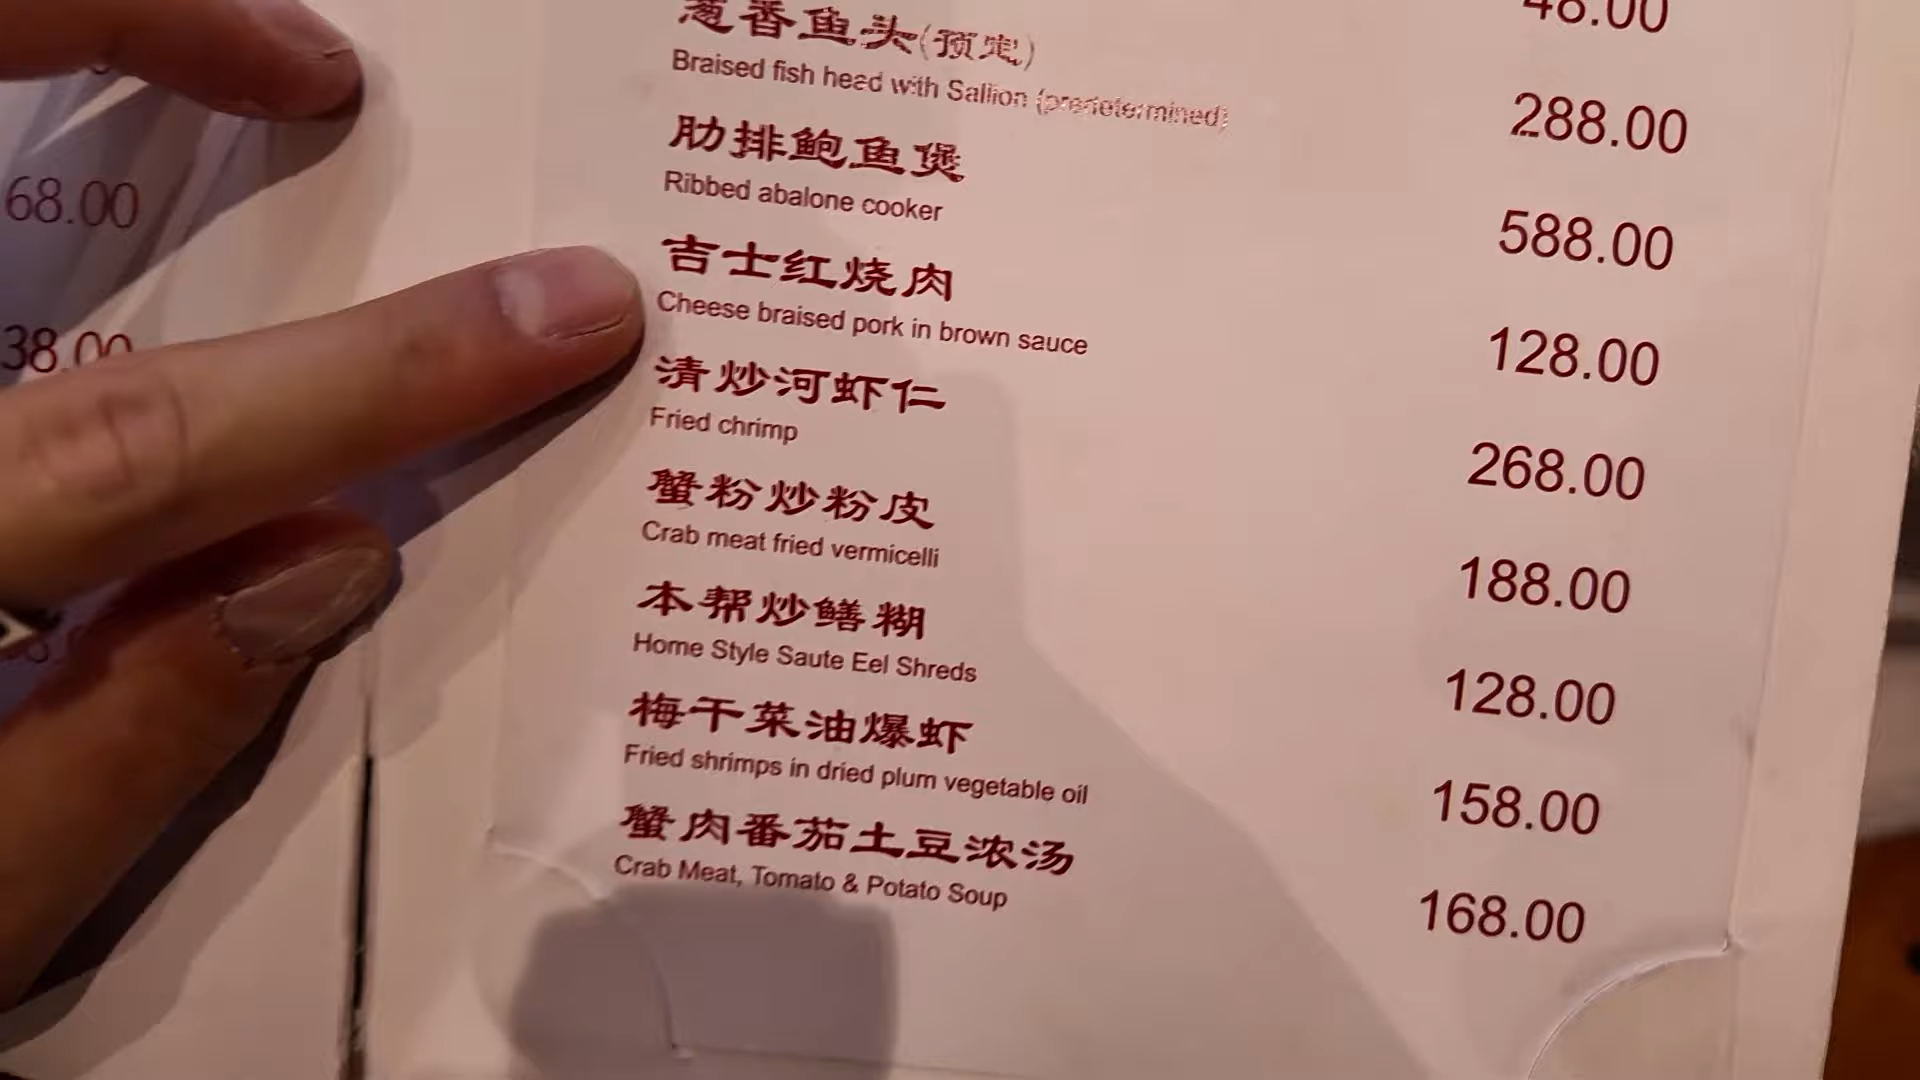 葱香鱼头(预定) 288.00
Braised fish head with Sallion (predetermined)
肋排鲍鱼煲 588.00
Ribbed abalone cooker
吉士红烧肉 128.00
Cheese braised pork in brown sauce
清炒河虾仁 268.00
Fried chrimp
蟹粉炒粉皮 188.00
Crab meat fried vermicelli
本帮炒鳝糊 128.00
Home Style Saute Eel Shreds
梅干菜油爆虾 158.00
Fried shrimps in dried plum vegetable oil
蟹肉番茄土豆浓汤 168.00
Crab Meat, Tomato & Potato Soup
68.00
38.00